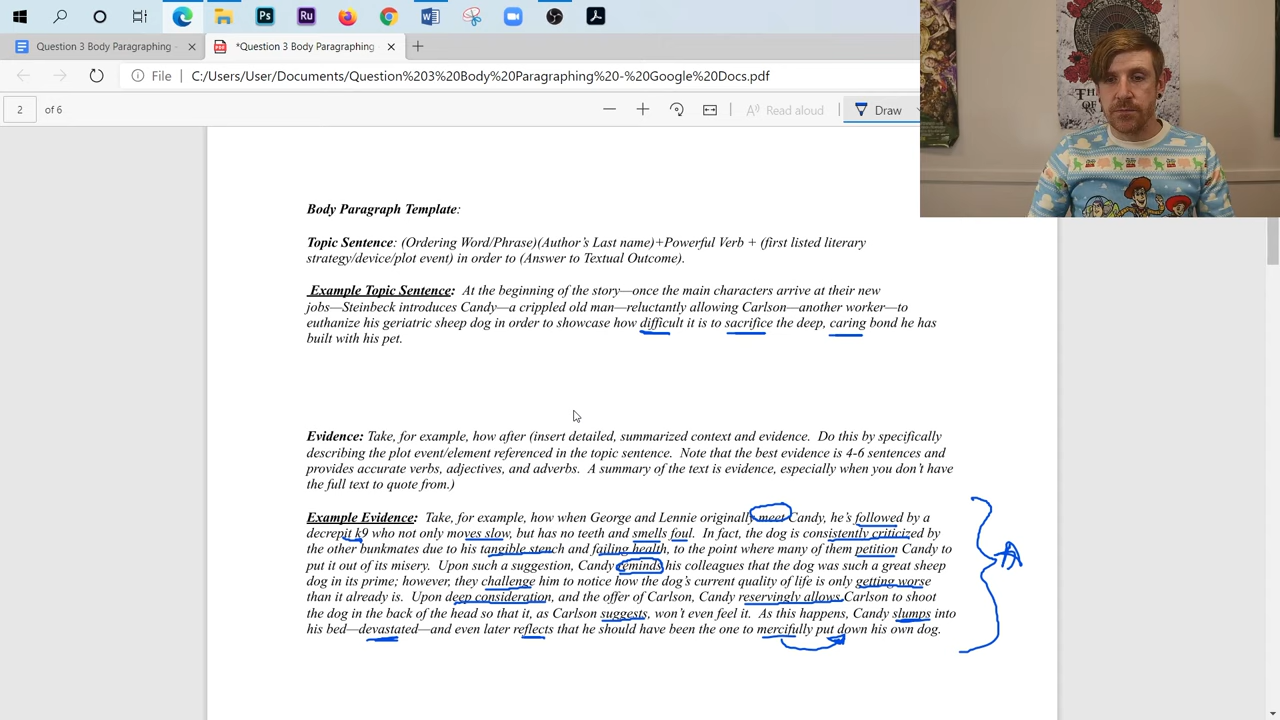 Question 3 Body Paragraphing -
*Question 3 Body Paragraphing
File
C:/Users/User/Documents/Question%203%20Body%20Paragraphing%20-%20Google%20Docs.pdf
2 of 6
Read aloud
Draw
Body Paragraph Template:
Topic Sentence: (Ordering Word/Phrase)(Author's Last name)+Powerful Verb + (first listed literary
strategy/device/plot event) in order to (Answer to Textual Outcome).
Example Topic Sentence: At the beginning of the story—once the main characters arrive at their new
jobs—Steinbeck introduces Candy—a crippled old man—reluctantly allowing Carlson—another worker—to
euthanize his geriatric sheep dog in order to showcase how difficult it is to sacrifice the deep, caring bond he has
built with his pet.
Evidence: Take, for example, how after (insert detailed, summarized context and evidence. Do this by specifically
describing the plot event/element referenced in the topic sentence. Note that the best evidence is 4-6 sentences and
provides accurate verbs, adjectives, and adverbs. A summary of the text is evidence, especially when you don't have
the full text to quote from.)
Example Evidence: Take, for example, how when George and Lennie originally meet Candy, he's followed by a
decrepit k9 who not only moves slow, but has no teeth and smells foul. In fact, the dog is consistently criticized by
the other bunkmates due to his tangible stench and failing health, to the point where many of them petition Candy to
put it out of its misery. Upon such a suggestion, Candy reminds his colleagues that the dog was such a great sheep
dog in its prime; however, they challenge him to notice how the dog's current quality of life is only getting worse
than it already is. Upon deep consideration, and the offer of Carlson, Candy reservingly allows Carlson to shoot
the dog in the back of the head so that it, as Carlson suggests, won't even feel it. As this happens, Candy slumps into
his bed—devastated—and even later reflects that he should have been the one to mercifully put down his own dog.
A